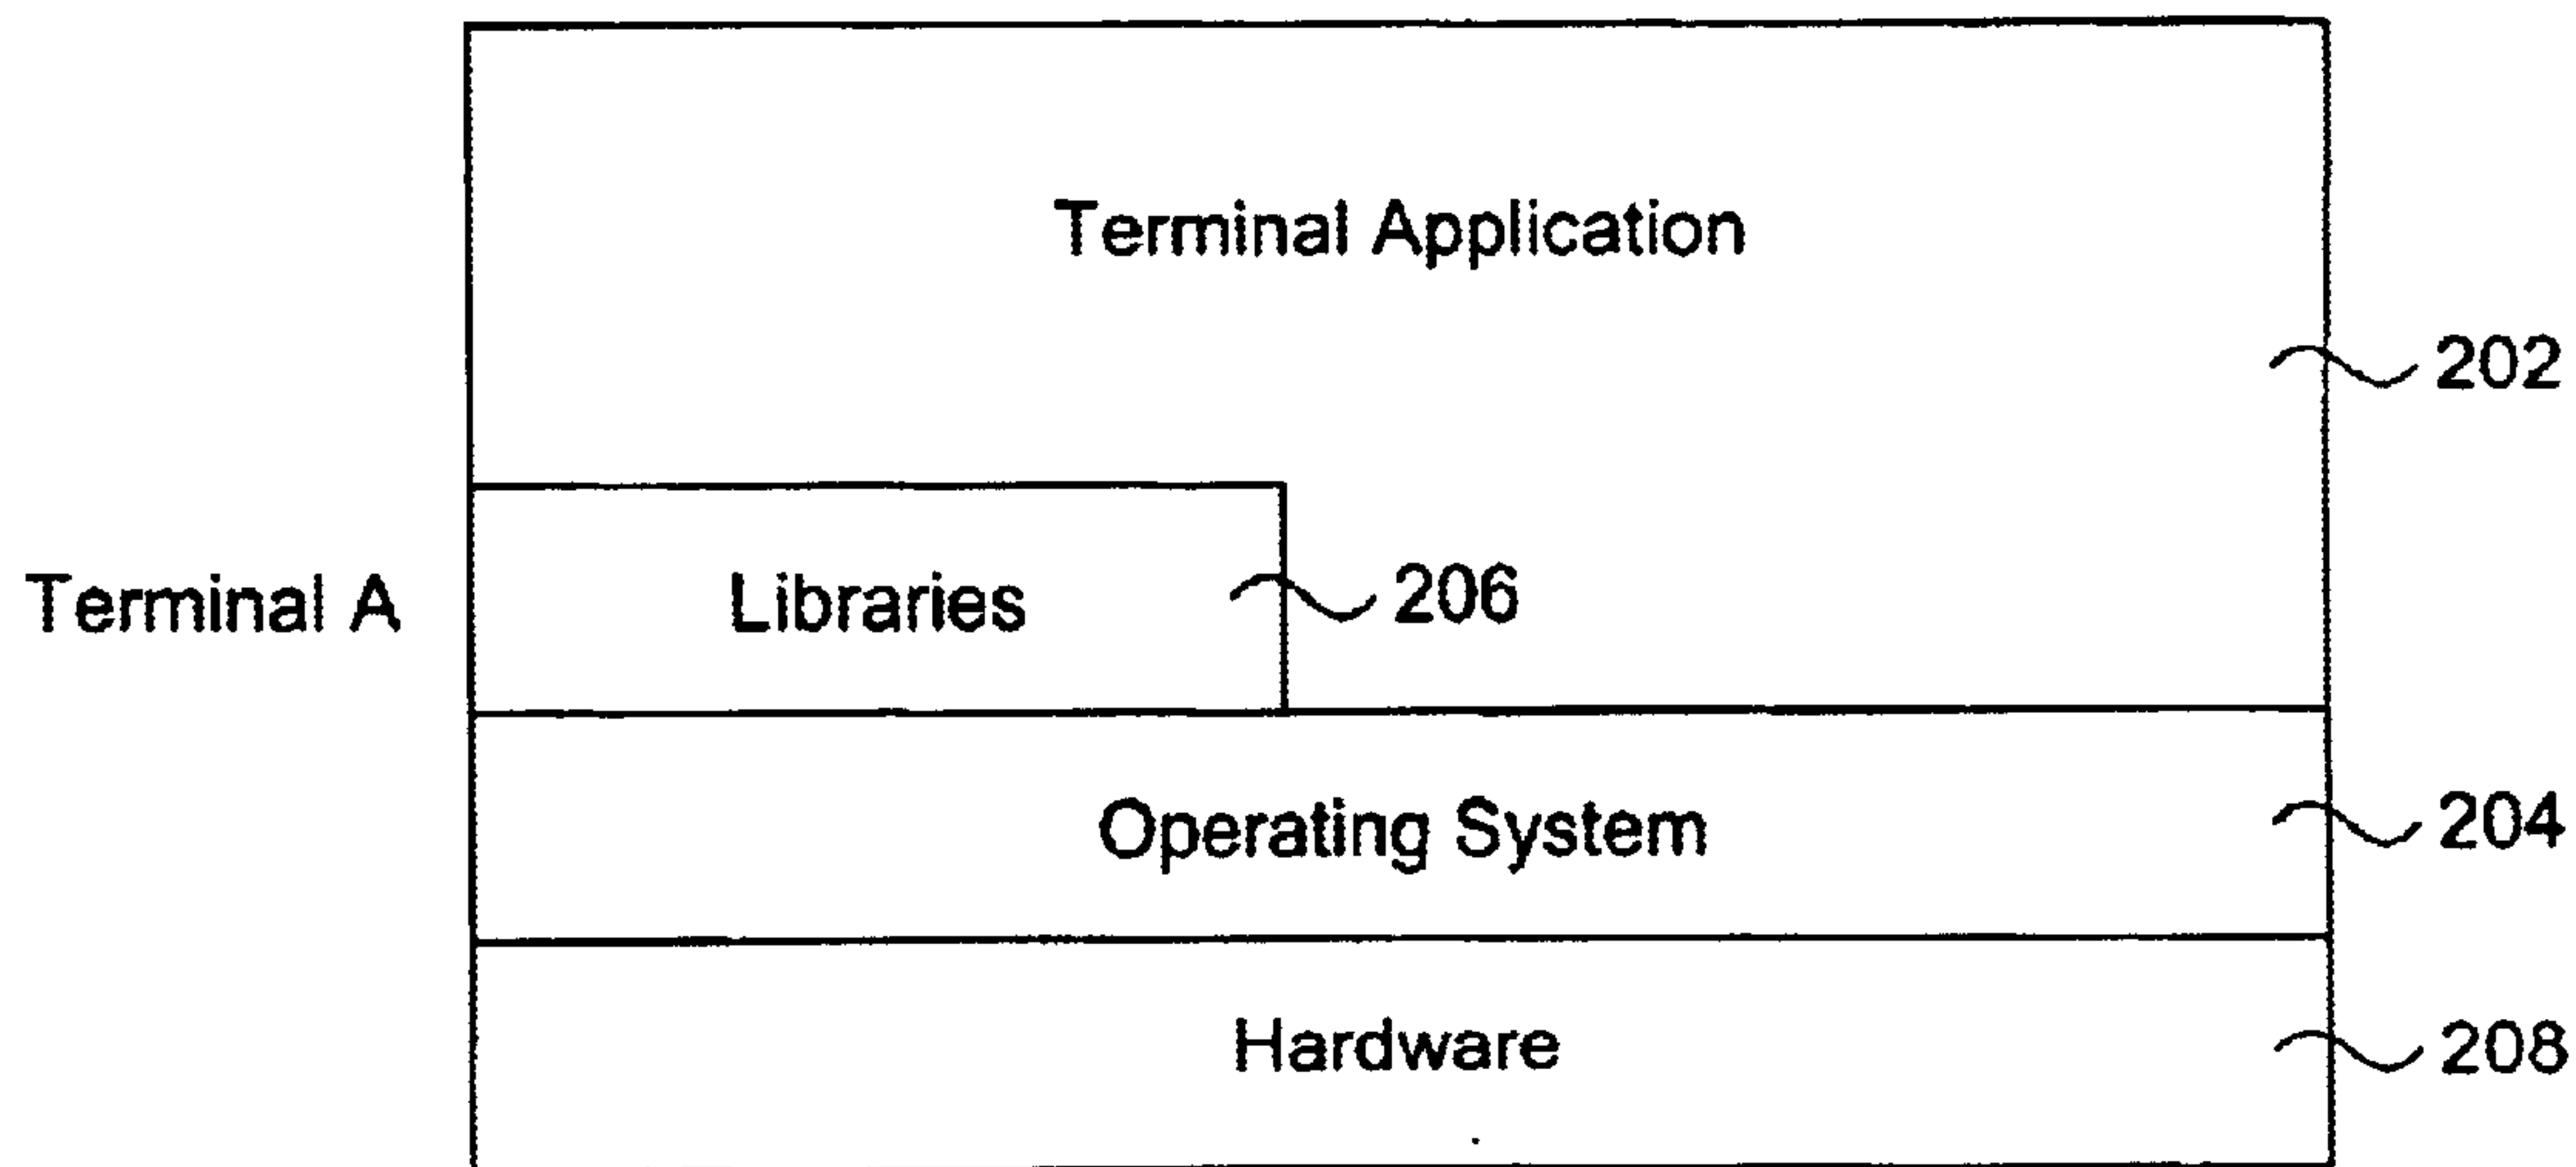 Terminal Application
202
Terminal A
Libraries
206
Operating System
204
Hardware
208